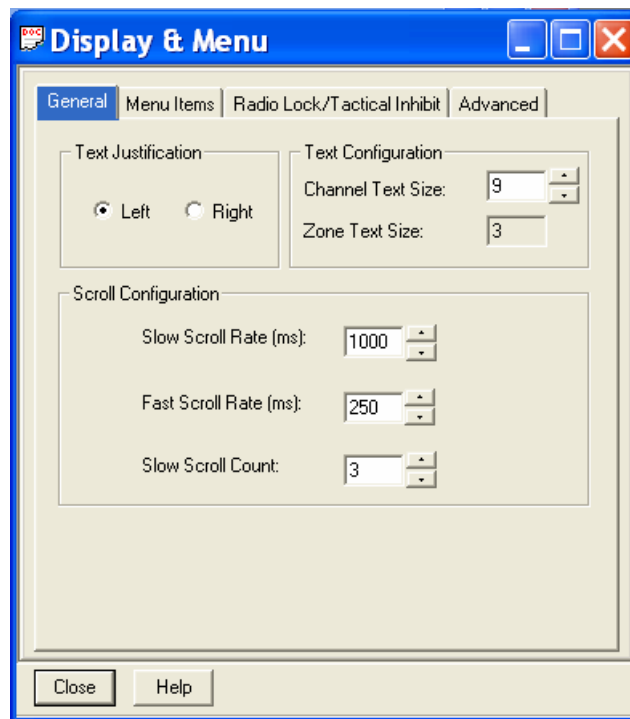 DOC
Display & Menu
General Menu Items Radio Lock/Tactical Inhibit Advanced
Text Justification
Left Right
Text Configuration
Channel Text Size: 9
Zone Text Size: 3
Scroll Configuration
Slow Scroll Rate (ms): 1000
Fast Scroll Rate (ms): 250
Slow Scroll Count: 3
Close Help